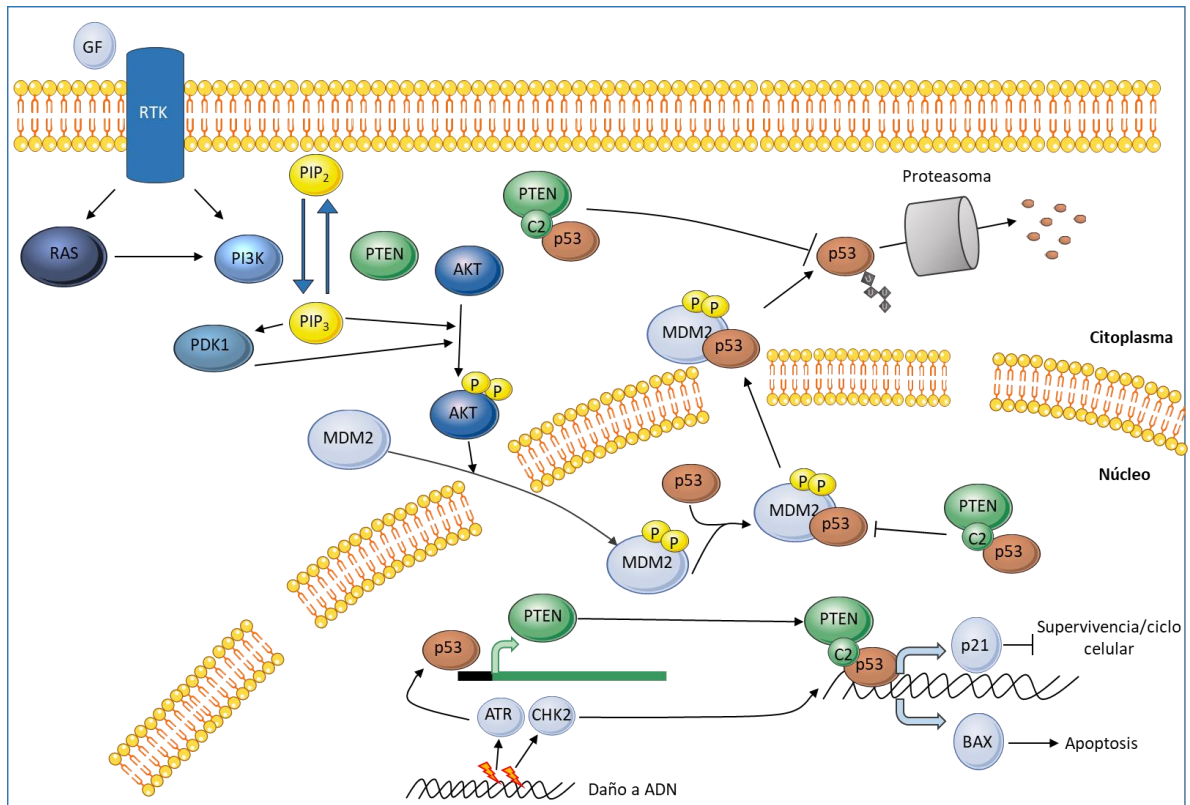 GF
RTK
PIP₂
PTEN
C2
p53
Proteasoma
RAS
PI3K
PTEN
AKT
p53
U
U
U
U
PIP₃
PDK1
P
P
MDM2
p53
Citoplasma
P
P
AKT
MDM2
Núcleo
p53
P
P
MDM2
p53
PTEN
C2
p53
P
P
MDM2
PTEN
PTEN
C2
p53
p53
p21
Supervivencia/ciclo
celular
ATR
CHK2
BAX
Apoptosis
Daño a ADN